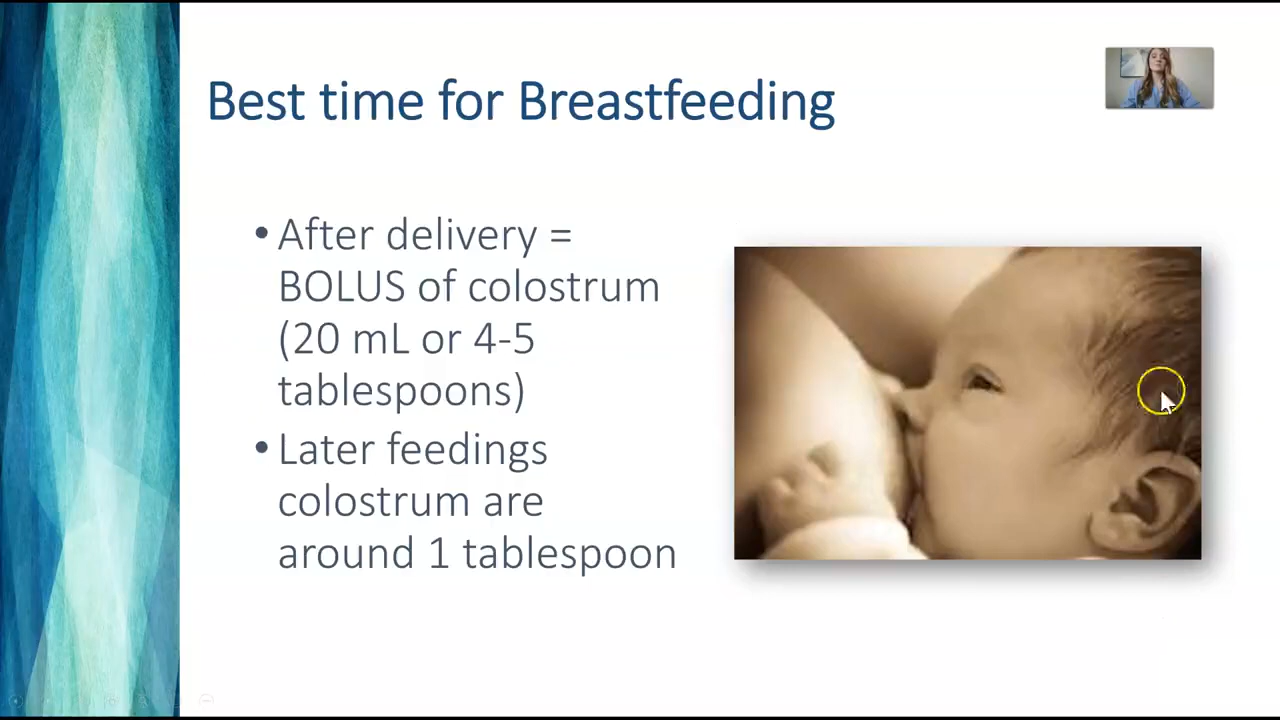 Best time for Breastfeeding
• After delivery =
BOLUS of colostrum
(20 mL or 4-5
tablespoons)
• Later feedings
colostrum are
around 1 tablespoon